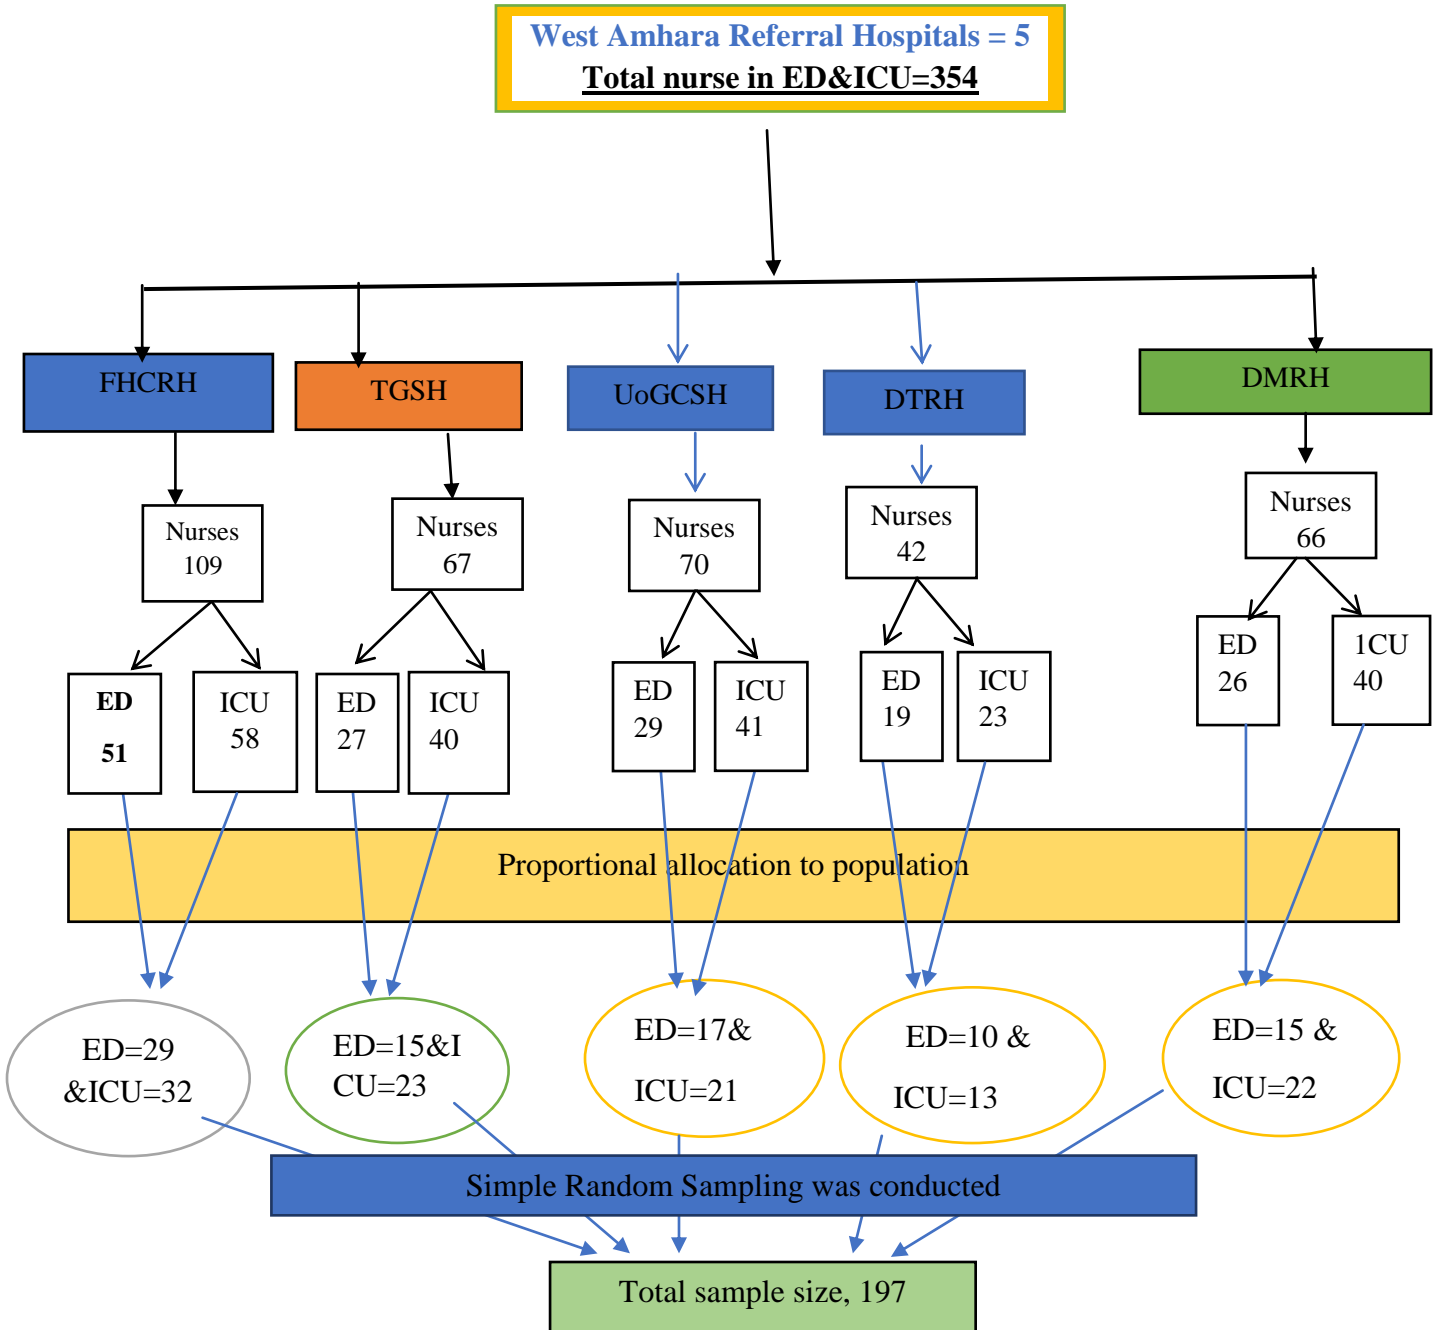 West Amhara Referral Hospitals = 5
Total nurse in ED&ICU=354
FHCRH
TGSH
UoGCSH
DTRH
DMRH
Nurses
109
Nurses
67
Nurses
70
Nurses
42
Nurses
66
ED
51
ICU
58
ED
27
ICU
40
ED
29
ICU
41
ED
19
ICU
23
ED
26
1CU
40
Proportional allocation to population
ED=29
&ICU=32
ED=15&I
CU=23
ED=17&
ICU=21
ED=10 &
ICU=13
ED=15 &
ICU=22
Simple Random Sampling was conducted
Total sample size, 197